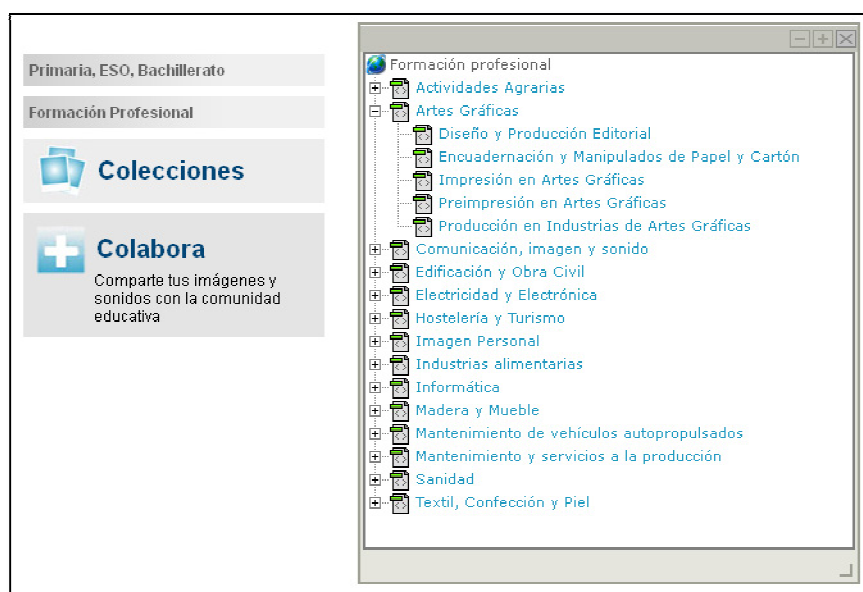 Primaria, ESO, Bachillerato
Formación Profesional
Colecciones
Colabora
Comparte tus imágenes y
sonidos con la comunidad
educativa
Formación profesional
Actividades Agrarias
Artes Gráficas
Diseño y Producción Editorial
Encuadernación y Manipulados de Papel y Cartón
Impresión en Artes Gráficas
Preimpresión en Artes Gráficas
Producción en Industrias de Artes Gráficas
Comunicación, imagen y sonido
Edificación y Obra Civil
Electricidad y Electrónica
Hostelería y Turismo
Imagen Personal
Industrias alimentarias
Informática
Madera y Mueble
Mantenimiento de vehículos autopropulsados
Mantenimiento y servicios a la producción
Sanidad
Textil, Confección y Piel